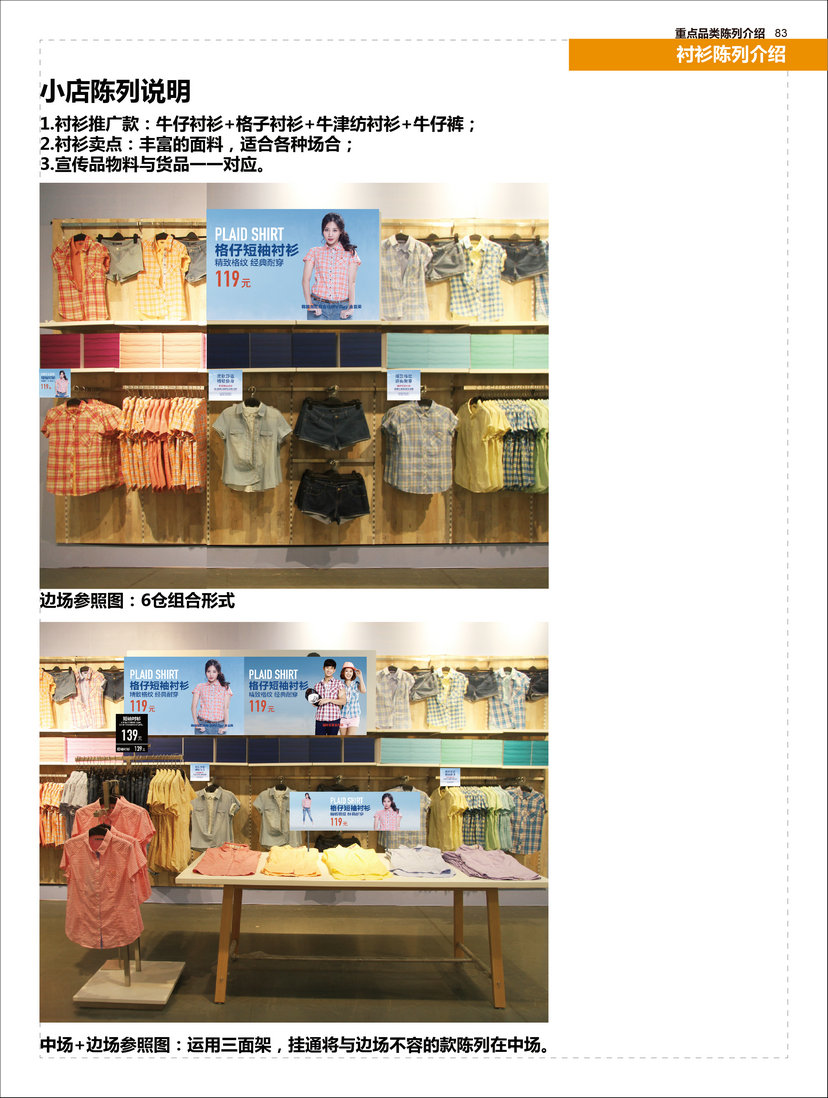 重点品类陈列介绍 83
衬衫陈列介绍
小店陈列说明
1.衬衫推广款：牛仔衬衫+格子衬衫+牛津纺衬衫+牛仔裤；
2.衬衫卖点：丰富的面料，适合各种场合；
3.宣传品物料与货品一一对应。
PLAID SHIRT
格仔短袖衬衫
精致格纹 经典耐穿
119元
119
边场参照图：6仓组合形式
PLAID SHIRT
格仔短袖衬衫
精致格纹 经典耐穿
119元
PLAID SHIRT
格仔短袖衬衫
精致格纹 经典耐穿
119元
139元
139元
PLAID SHIRT
格仔短袖衬衫
精致格纹 经典耐穿
119元
中场+边场参照图：运用三面架，挂通将与边场不容的款陈列在中场。